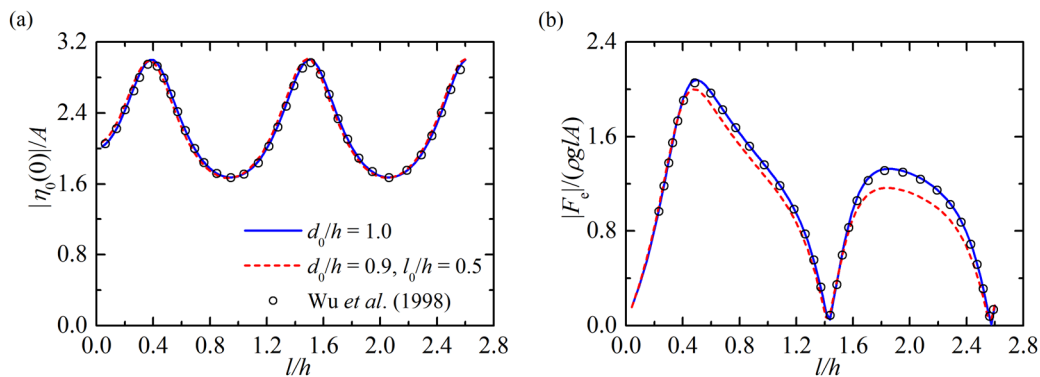 (a)
3.2
2.4
1.6
0.8
0.0
|η₀(0)|/A
d₀/h = 1.0
d₀/h = 0.9, l₀/h = 0.5
Wu et al. (1998)
0.0 0.4 0.8 1.2 1.6 2.0 2.4 2.8
l/h
(b)
2.4
1.6
0.8
0.0
|Fₑ|/(ρglA)
0.0 0.4 0.8 1.2 1.6 2.0 2.4 2.8
l/h